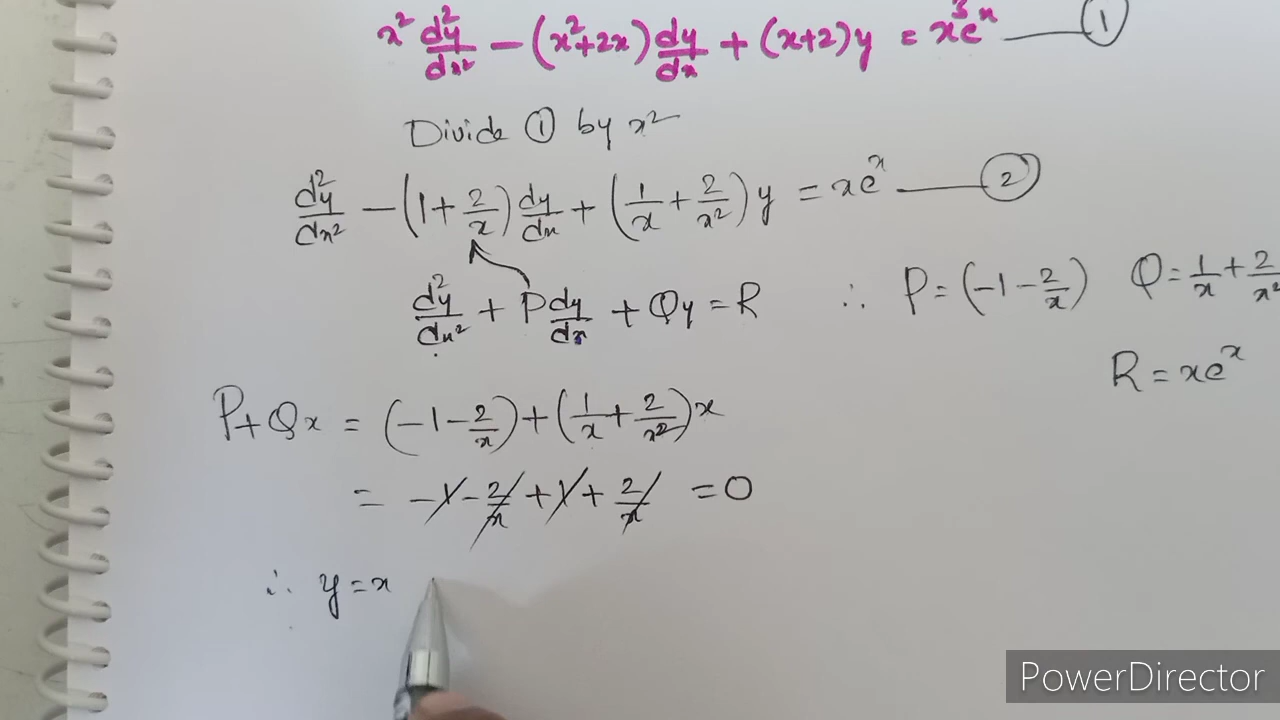 x² d²y/dx² − (x²+2x) dy/dx + (x+2)y = x³eˣ —— ①
Divide ① by x²
d²y/dx² − (1+2/x) dy/dx + (1/x + 2/x²) y = xeˣ —— ②
d²y/dx² + P dy/dx + Qy = R ∴ P = (−1−2/x) Q = 1/x + 2/x²
R = xeˣ
P+Qx = (−1−2/x) + (1/x + 2/x²)x
= −1 − 2/x + 1 + 2/x = 0
∴ y = x
PowerDirector